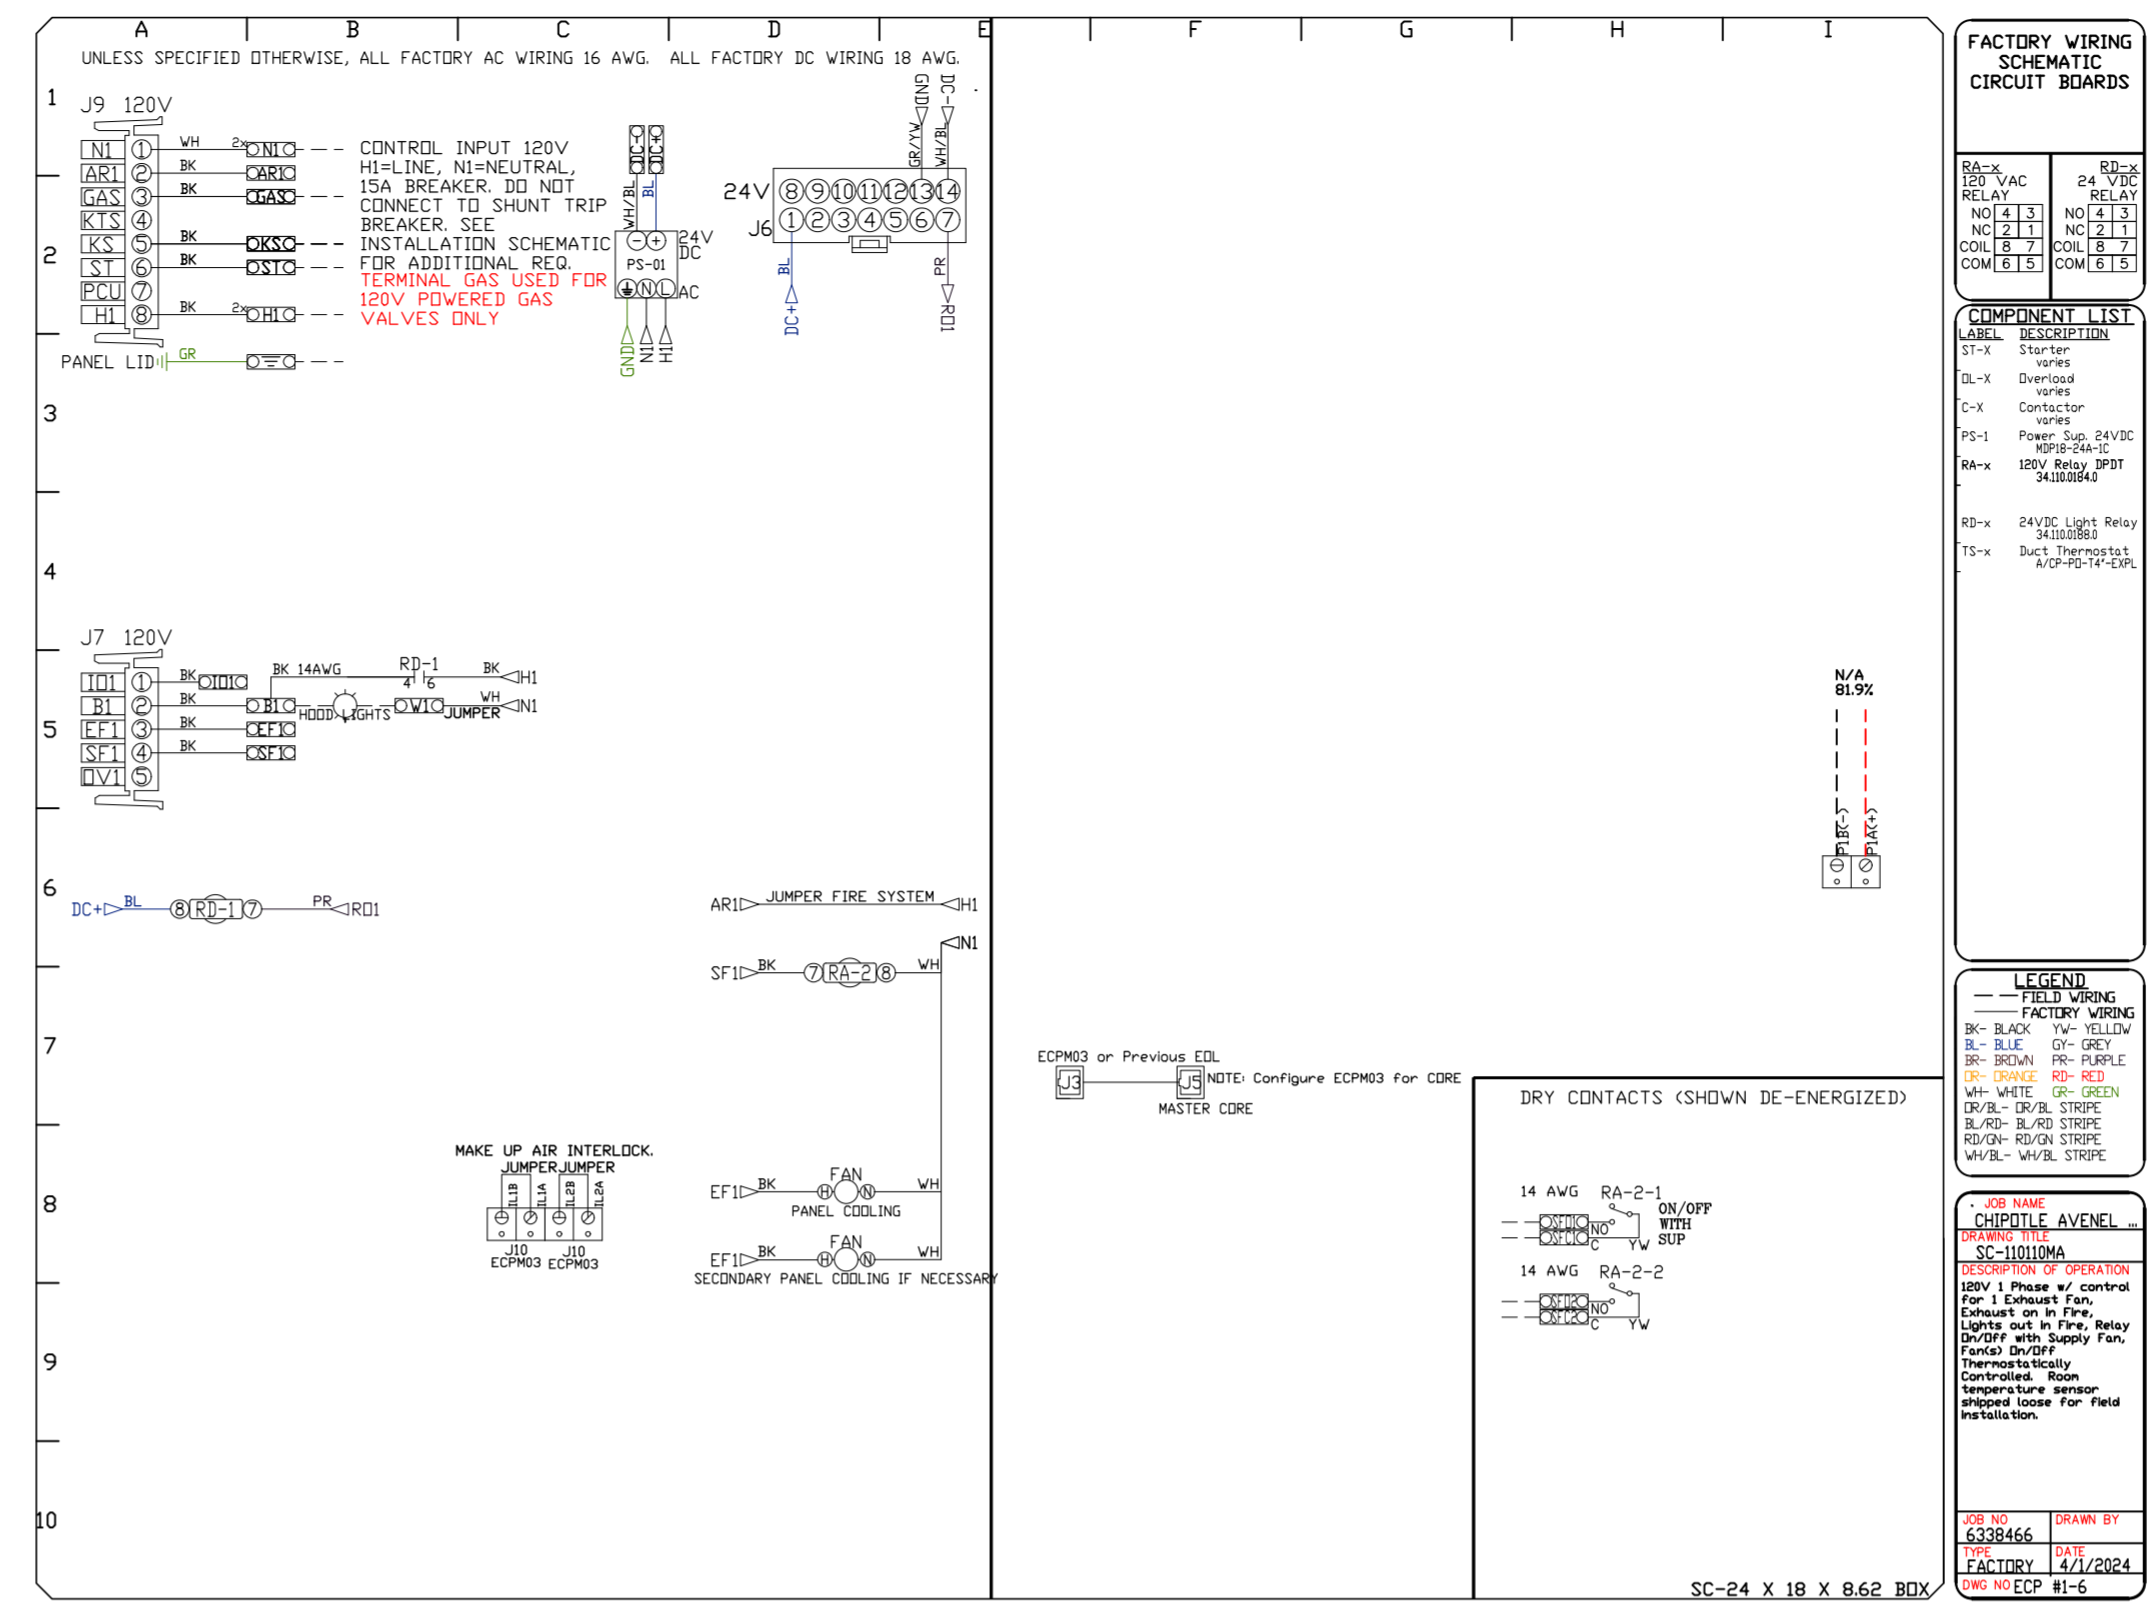 A B C D E F G H I
UNLESS SPECIFIED OTHERWISE, ALL FACTORY AC WIRING 16 AWG. ALL FACTORY DC WIRING 18 AWG.
1
2
3
4
5
6
7
8
9
10
J9 120V
N1 1 WH 2x N1
AR1 2 BK AR1
GAS 3 BK GAS
KTS 4
KS 5 BK KS
ST 6 BK ST
PCU 7
H1 8 BK 2x H1
PANEL LID GR
CONTROL INPUT 120V
H1=LINE, N1=NEUTRAL,
15A BREAKER. DO NOT
CONNECT TO SHUNT TRIP
BREAKER. SEE
INSTALLATION SCHEMATIC
FOR ADDITIONAL REQ.
TERMINAL GAS USED FOR
120V POWERED GAS
VALVES ONLY
DC- DC+
WH/BL BL
- + 24V
DC
PS-01
N L AC
GND N1 H1
GND DC-
GR/YW WH/BL
24V 8 9 10 11 12 13 14
J6 1 2 3 4 5 6 7
BL PR
DC+ RO1
J7 120V
IO1 1 BK IO1
B1 2 BK B1
EF1 3 BK EF1
SF1 4 BK SF1
OV1 5
BK 14AWG RD-1 BK H1
4 6
HOOD LIGHTS W1 JUMPER WH N1
DC+ BL 8 RD-1 7 PR RO1
AR1 JUMPER FIRE SYSTEM H1
N1
SF1 BK 7 RA-2 8 WH
MAKE UP AIR INTERLOCK.
JUMPER JUMPER
IL1B IL1A IL2B IL2A
J10 J10
ECPM03 ECPM03
EF1 BK FAN H N WH
PANEL COOLING
EF1 BK FAN H N WH
SECONDARY PANEL COOLING IF NECESSARY
N/A
81.9%
P1B(-) P1A(+)
ECPM03 or Previous EOL
J3 J5 NOTE: Configure ECPM03 for CORE
MASTER CORE
DRY CONTACTS (SHOWN DE-ENERGIZED)
14 AWG RA-2-1
SFO1 NO ON/OFF
SFC1 C YW WITH
SUP
14 AWG RA-2-2
SFO2 NO
SFC2 C YW
SC-24 X 18 X 8.62 BOX
FACTORY WIRING
SCHEMATIC
CIRCUIT BOARDS
RA-x
120 VAC
RELAY
NO 4 3
NC 2 1
COIL 8 7
COM 6 5
RD-x
24 VDC
RELAY
NO 4 3
NC 2 1
COIL 8 7
COM 6 5
COMPONENT LIST
LABEL DESCRIPTION
ST-X Starter
varies
OL-X Overload
varies
C-X Contactor
varies
PS-1 Power Sup. 24VDC
MDP18-24A-1C
RA-x 120V Relay DPDT
34.110.0184.0
RD-x 24VDC Light Relay
34.110.0188.0
TS-x Duct Thermostat
A/CP-PO-T4"-EXPL
LEGEND
FIELD WIRING
FACTORY WIRING
BK- BLACK YW- YELLOW
BL- BLUE GY- GREY
BR- BROWN PR- PURPLE
OR- ORANGE RD- RED
WH- WHITE GR- GREEN
OR/BL- OR/BL STRIPE
BL/RD- BL/RD STRIPE
RD/GN- RD/GN STRIPE
WH/BL- WH/BL STRIPE
JOB NAME
CHIPOTLE AVENEL ...
DRAWING TITLE
SC-110110MA
DESCRIPTION OF OPERATION
120V 1 Phase w/ control
for 1 Exhaust Fan,
Exhaust on in Fire,
Lights out in Fire, Relay
On/Off with Supply Fan,
Fan(s) On/Off
Thermostatically
Controlled. Room
temperature sensor
shipped loose for field
installation.
JOB NO
6338466
DRAWN BY
TYPE
FACTORY
DATE
4/1/2024
DWG NO ECP #1-6